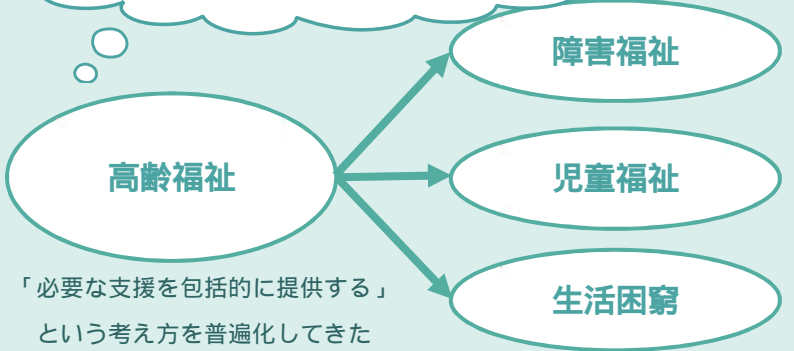 障害福祉
高齢福祉
児童福祉
生活困窮
「必要な支援を包括的に提供する」
という考え方を普遍化してきた